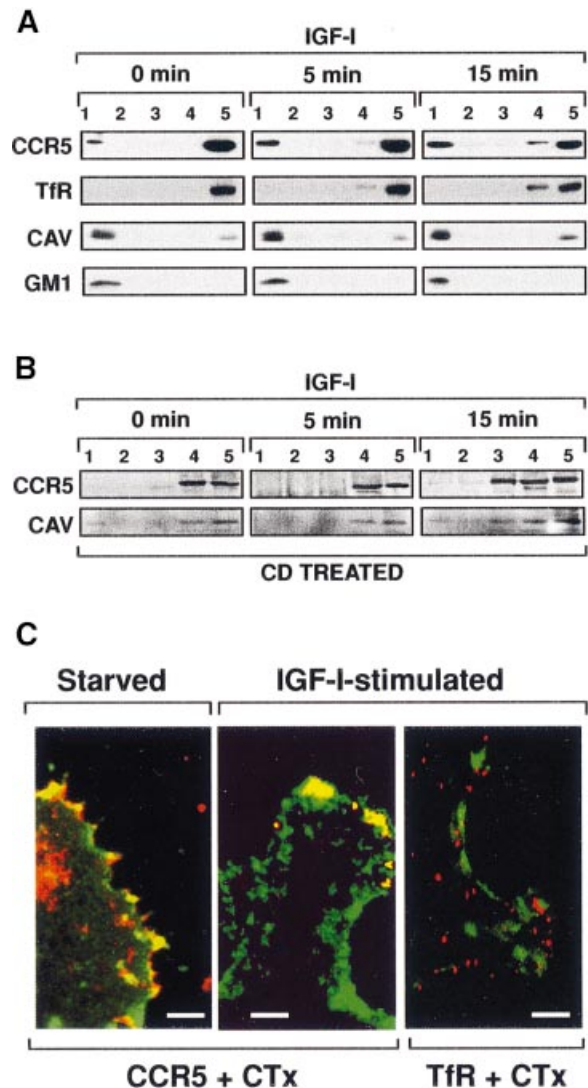 A
IGF-I
0 min 5 min 15 min
1 2 3 4 5 1 2 3 4 5 1 2 3 4 5
CCR5
TfR
CAV
GM1
B
IGF-I
0 min 5 min 15 min
1 2 3 4 5 1 2 3 4 5 1 2 3 4 5
CCR5
CAV
CD TREATED
C
Starved IGF-I-stimulated
CCR5 + CTx TfR + CTx